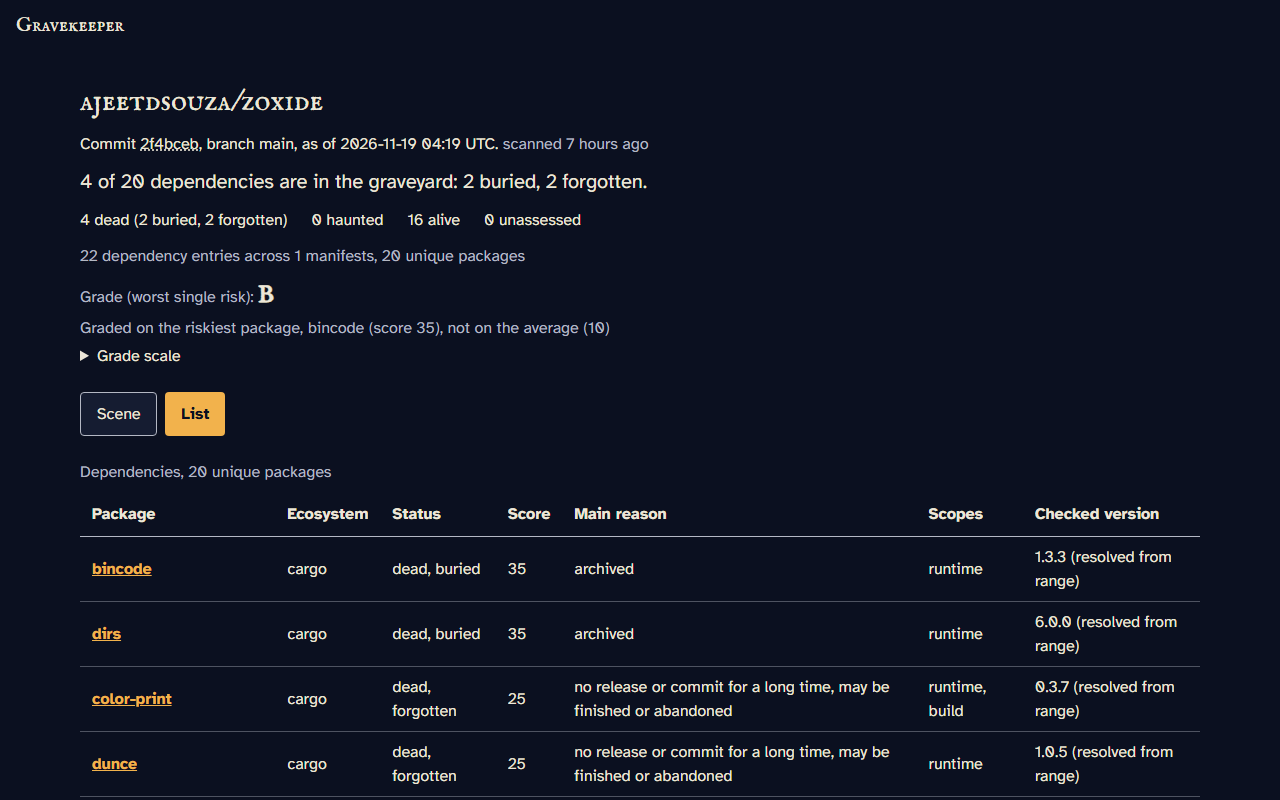 Gravekeeper
ajeetdsouza/zoxide
Commit 2f4bceb, branch main, as of 2026-11-19 04:19 UTC. scanned 7 hours ago
4 of 20 dependencies are in the graveyard: 2 buried, 2 forgotten.
4 dead (2 buried, 2 forgotten) 0 haunted 16 alive 0 unassessed
22 dependency entries across 1 manifests, 20 unique packages
Grade (worst single risk): B
Graded on the riskiest package, bincode (score 35), not on the average (10)
▶ Grade scale
Scene List
Dependencies, 20 unique packages
Package Ecosystem Status Score Main reason Scopes Checked version
bincode cargo dead, buried 35 archived runtime 1.3.3 (resolved from range)
dirs cargo dead, buried 35 archived runtime 6.0.0 (resolved from range)
color-print cargo dead, forgotten 25 no release or commit for a long time, may be finished or abandoned runtime, build 0.3.7 (resolved from range)
dunce cargo dead, forgotten 25 no release or commit for a long time, may be finished or abandoned runtime 1.0.5 (resolved from range)